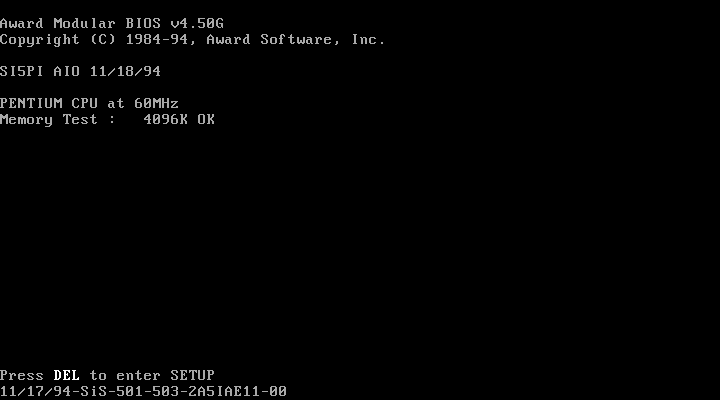 Award Modular BIOS v4.50G
Copyright (C) 1984-94, Award Software, Inc.
SI5PI AIO 11/18/94
PENTIUM CPU at 60MHz
Memory Test :   4096K OK
Press DEL to enter SETUP
11/17/94-SiS-501-503-2A5IAE11-00